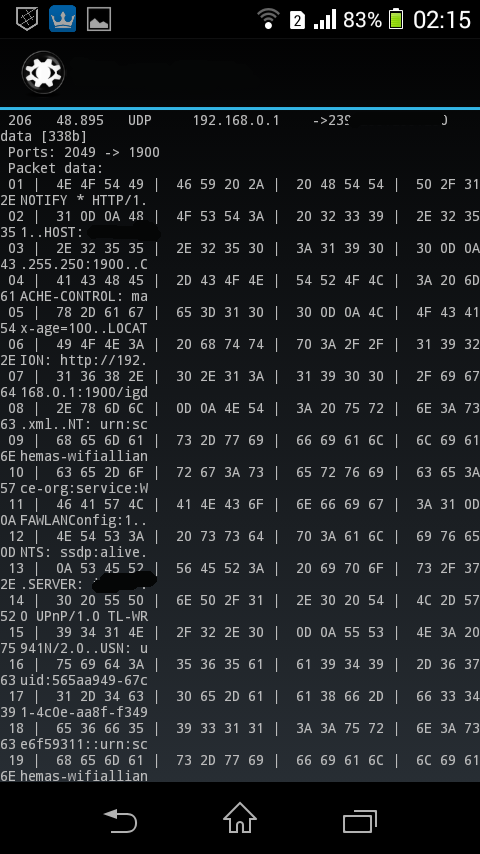 2 83% 02:15
206 48.895 UDP 192.168.0.1 ->239
data [338b]
Ports: 2049 -> 1900
Packet data:
01 | 4E 4F 54 49 | 46 59 20 2A | 20 48 54 54 | 50 2F 31
2E NOTIFY * HTTP/1.
02 | 31 0D 0A 48 | 4F 53 54 3A | 20 32 33 39 | 2E 32 35
35 1..HOST:
03 | 2E 32 35 35 | 2E 32 35 30 | 3A 31 39 30 | 30 0D 0A
43 .255.250:1900..C
04 | 41 43 48 45 | 2D 43 4F 4E | 54 52 4F 4C | 3A 20 6D
61 ACHE-CONTROL: ma
05 | 78 2D 61 67 | 65 3D 31 30 | 30 0D 0A 4C | 4F 43 41
54 x-age=100..LOCAT
06 | 49 4F 4E 3A | 20 68 74 74 | 70 3A 2F 2F | 31 39 32
2E ION: http://192.
07 | 31 36 38 2E | 30 2E 31 3A | 31 39 30 30 | 2F 69 67
64 168.0.1:1900/igd
08 | 2E 78 6D 6C | 0D 0A 4E 54 | 3A 20 75 72 | 6E 3A 73
63 .xml..NT: urn:sc
09 | 68 65 6D 61 | 73 2D 77 69 | 66 69 61 6C | 6C 69 61
6E hemas-wifiallian
10 | 63 65 2D 6F | 72 67 3A 73 | 65 72 76 69 | 63 65 3A
57 ce-org:service:W
11 | 46 41 57 4C | 41 4E 43 6F | 6E 66 69 67 | 3A 31 0D
0A FAWLANConfig:1..
12 | 4E 54 53 3A | 20 73 73 64 | 70 3A 61 6C | 69 76 65
0D NTS: ssdp:alive.
13 | 0A 53 45 52 | 56 45 52 3A | 20 69 70 6F | 73 2F 37
2E .SERVER:
14 | 30 20 55 50 | 6E 50 2F 31 | 2E 30 20 54 | 4C 2D 57
52 0 UPnP/1.0 TL-WR
15 | 39 34 31 4E | 2F 32 2E 30 | 0D 0A 55 53 | 4E 3A 20
75 941N/2.0..USN: u
16 | 75 69 64 3A | 35 36 35 61 | 61 39 34 39 | 2D 36 37
63 uid:565aa949-67c
17 | 31 2D 34 63 | 30 65 2D 61 | 61 38 66 2D | 66 33 34
39 1-4c0e-aa8f-f349
18 | 65 36 66 35 | 39 33 31 31 | 3A 3A 75 72 | 6E 3A 73
63 e6f59311::urn:sc
19 | 68 65 6D 61 | 73 2D 77 69 | 66 69 61 6C | 6C 69 61
6E hemas-wifiallian